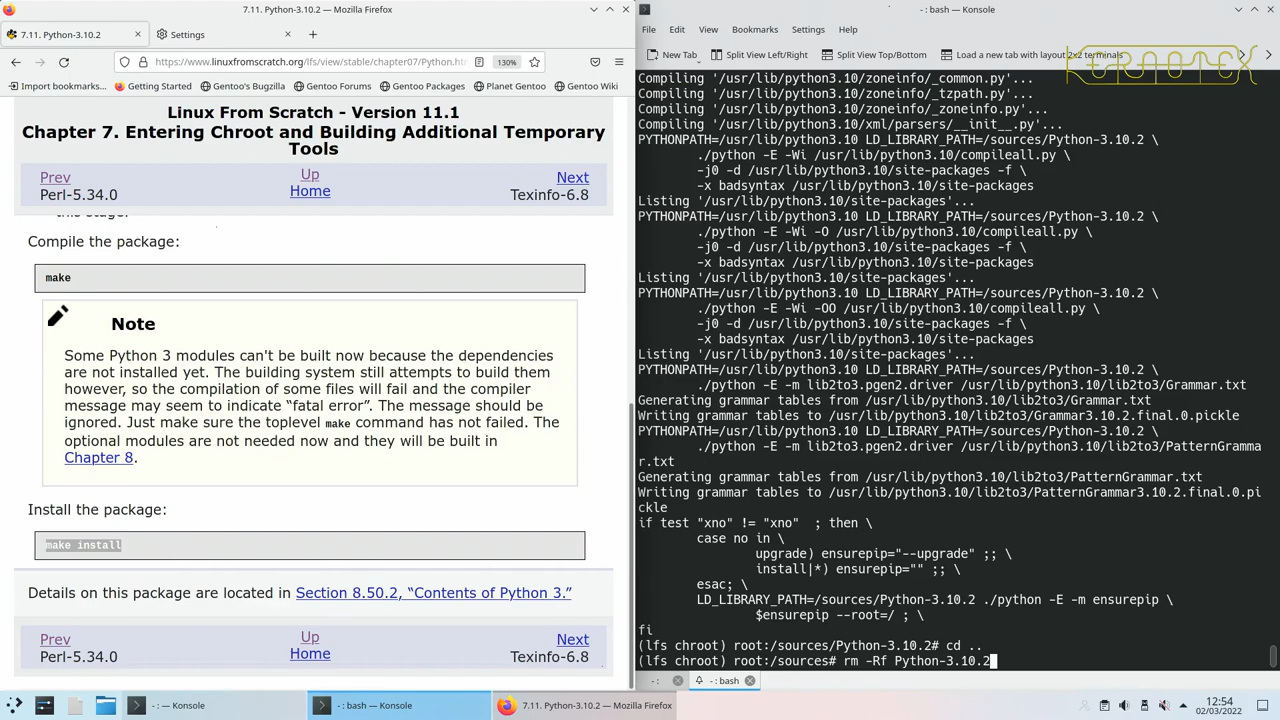 7.11. Python-3.10.2 — Mozilla Firefox
7.11. Python-3.10.2
Settings
https://www.linuxfromscratch.org/lfs/view/stable/chapter07/Python.ht
130%
Import bookmarks...
Getting Started
Gentoo's Bugzilla
Gentoo Forums
Gentoo Packages
Planet Gentoo
Gentoo Wiki
Linux From Scratch - Version 11.1
Chapter 7. Entering Chroot and Building Additional Temporary
Tools
Prev
Up
Next
Perl-5.34.0
Home
Texinfo-6.8
this stage.
Compile the package:
make
Note
Some Python 3 modules can't be built now because the dependencies
are not installed yet. The building system still attempts to build them
however, so the compilation of some files will fail and the compiler
message may seem to indicate “fatal error”. The message should be
ignored. Just make sure the toplevel make command has not failed. The
optional modules are not needed now and they will be built in
Chapter 8.
Install the package:
make install
Details on this package are located in Section 8.50.2, “Contents of Python 3.”
Prev
Up
Next
Perl-5.34.0
Home
Texinfo-6.8
- : bash — Konsole
File Edit View Bookmarks Settings Help
New Tab
Split View Left/Right
Split View Top/Bottom
Load a new tab with layout 2x2 terminals
KERNOTEX
Compiling '/usr/lib/python3.10/zoneinfo/_common.py'...
Compiling '/usr/lib/python3.10/zoneinfo/_tzpath.py'...
Compiling '/usr/lib/python3.10/zoneinfo/_zoneinfo.py'...
Compiling '/usr/lib/python3.10/xml/parsers/__init__.py'...
PYTHONPATH=/usr/lib/python3.10 LD_LIBRARY_PATH=/sources/Python-3.10.2 \
./python -E -Wi /usr/lib/python3.10/compileall.py \
-j0 -d /usr/lib/python3.10/site-packages -f \
-x badsyntax /usr/lib/python3.10/site-packages
Listing '/usr/lib/python3.10/site-packages'...
PYTHONPATH=/usr/lib/python3.10 LD_LIBRARY_PATH=/sources/Python-3.10.2 \
./python -E -Wi -O /usr/lib/python3.10/compileall.py \
-j0 -d /usr/lib/python3.10/site-packages -f \
-x badsyntax /usr/lib/python3.10/site-packages
Listing '/usr/lib/python3.10/site-packages'...
PYTHONPATH=/usr/lib/python3.10 LD_LIBRARY_PATH=/sources/Python-3.10.2 \
./python -E -Wi -OO /usr/lib/python3.10/compileall.py \
-j0 -d /usr/lib/python3.10/site-packages -f \
-x badsyntax /usr/lib/python3.10/site-packages
Listing '/usr/lib/python3.10/site-packages'...
PYTHONPATH=/usr/lib/python3.10 LD_LIBRARY_PATH=/sources/Python-3.10.2 \
./python -E -m lib2to3.pgen2.driver /usr/lib/python3.10/lib2to3/Grammar.txt
Generating grammar tables from /usr/lib/python3.10/lib2to3/Grammar.txt
Writing grammar tables to /usr/lib/python3.10/lib2to3/Grammar3.10.2.final.0.pickle
PYTHONPATH=/usr/lib/python3.10 LD_LIBRARY_PATH=/sources/Python-3.10.2 \
./python -E -m lib2to3.pgen2.driver /usr/lib/python3.10/lib2to3/PatternGramma
r.txt
Generating grammar tables from /usr/lib/python3.10/lib2to3/PatternGrammar.txt
Writing grammar tables to /usr/lib/python3.10/lib2to3/PatternGrammar3.10.2.final.0.pi
ckle
if test "xno" != "xno" ; then \
case no in \
upgrade) ensurepip="--upgrade" ;; \
install|*) ensurepip="" ;; \
esac; \
LD_LIBRARY_PATH=/sources/Python-3.10.2 ./python -E -m ensurepip \
$ensurepip --root=/ ; \
fi
(lfs chroot) root:/sources/Python-3.10.2# cd ..
(lfs chroot) root:/sources# rm -Rf Python-3.10.2
- :
- : bash
- : — Konsole
- : bash — Konsole
7.11. Python-3.10.2 — Mozilla Firefox
12:54
02/03/2022